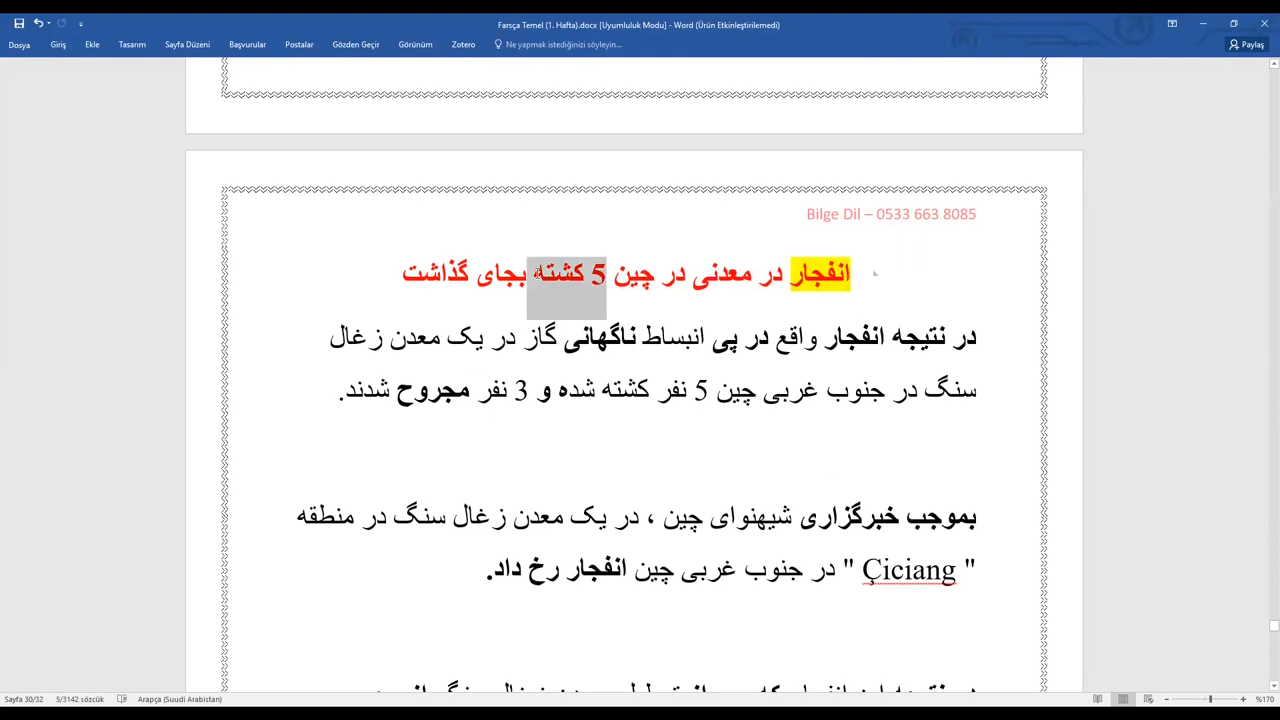 Farsça Temel (1. Hafta).docx [Uyumluluk Modu] - Word (Ürün Etkinleştirilemedi)
Dosya Giriş Ekle Tasarım Sayfa Düzeni Başvurular Postalar Gözden Geçir Görünüm Zotero Ne yapmak istediğinizi söyleyin... Paylaş
Bilge Dil – 0533 663 8085
انفجار در معدنی در چین 5 کشته بجای گذاشت
در نتیجه انفجار واقع در پی انبساط ناگهانی گاز در یک معدن زغال
سنگ در جنوب غربی چین 5 نفر کشته شده و 3 نفر مجروح شدند.
بموجب خبرگزاری شیهنوای چین ، در یک معدن زغال سنگ در منطقه
" Çiciang " در جنوب غربی چین انفجار رخ داد.
Sayfa 30/32 5/3142 sözcük Arapça (Suudi Arabistan) %170